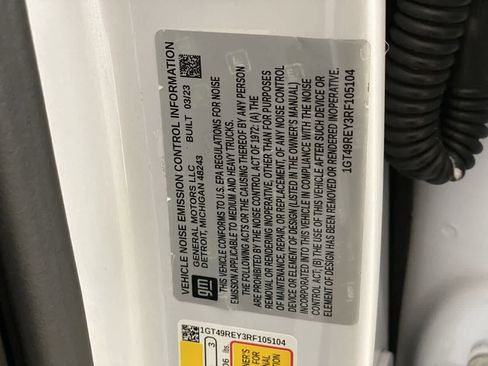 VEHICLE NOISE EMISSION CONTROL INFORMATION
GENERAL MOTORS LLC
DETROIT, MICHIGAN 48243
BUILT 03/23
gm
THIS VEHICLE CONFORMS TO U.S. EPA REGULATIONS FOR NOISE
EMISSION APPLICABLE TO MEDIUM AND HEAVY TRUCKS.
THE FOLLOWING ACTS OR THE CAUSING THEREOF BY ANY PERSON
ARE PROHIBITED BY THE NOISE CONTROL ACT OF 1972: (A) THE
REMOVAL OR RENDERING INOPERATIVE, OTHER THAN FOR PURPOSES
OF MAINTENANCE, REPAIR, OR REPLACEMENT, OF ANY NOISE CONTROL
DEVICE OR ELEMENT OF DESIGN (LISTED IN THE OWNER'S MANUAL)
INCORPORATED INTO THIS VEHICLE IN COMPLIANCE WITH THE NOISE
CONTROL ACT; (B) THE USE OF THIS VEHICLE AFTER SUCH DEVICE OR
ELEMENT OF DESIGN HAS BEEN REMOVED OR RENDERED INOPERATIVE.
1GT49REY3RF105104
1GT49REY3RF105104
3
lbs.
OWNER'S
FOR